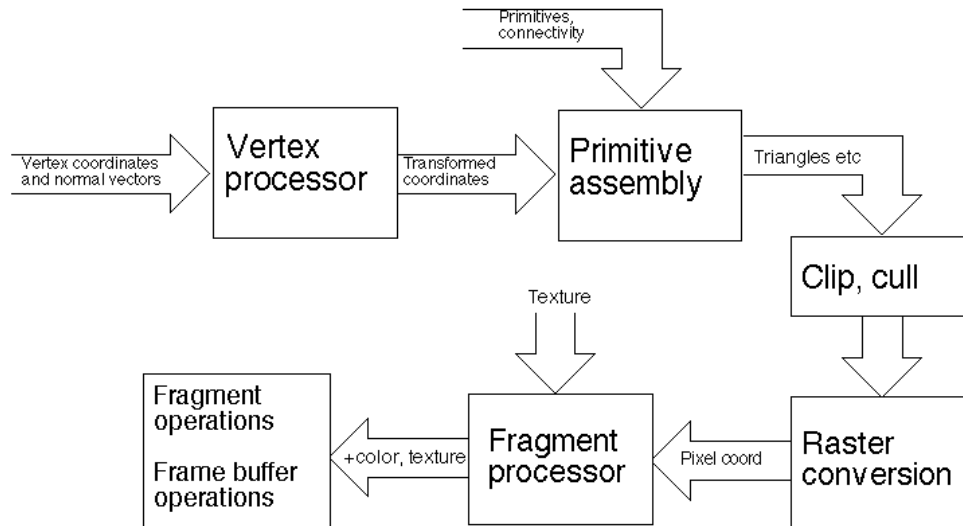 Primitives,
connectivity
Vertex coordinates
and normal vectors
Vertex
processor
Transformed
coordinates
Primitive
assembly
Triangles etc
Clip, cull
Texture
Fragment
operations
Frame buffer
operations
+color, texture
Fragment
processor
Pixel coord
Raster
conversion